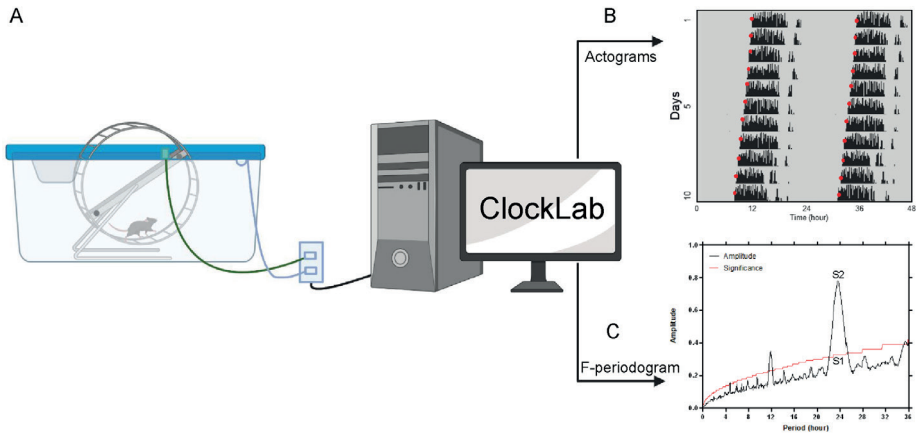 A
B
Actograms
ClockLab
C
F-periodogram
Days
1
5
10
0
12
24
36
48
Time (hour)
Amplitude
Significance
S2
S1
Amplitude
1.0
0.8
0.6
0.4
0.2
0.0
0 4 8 12 16 20 24 28 32 36
Period (hour)